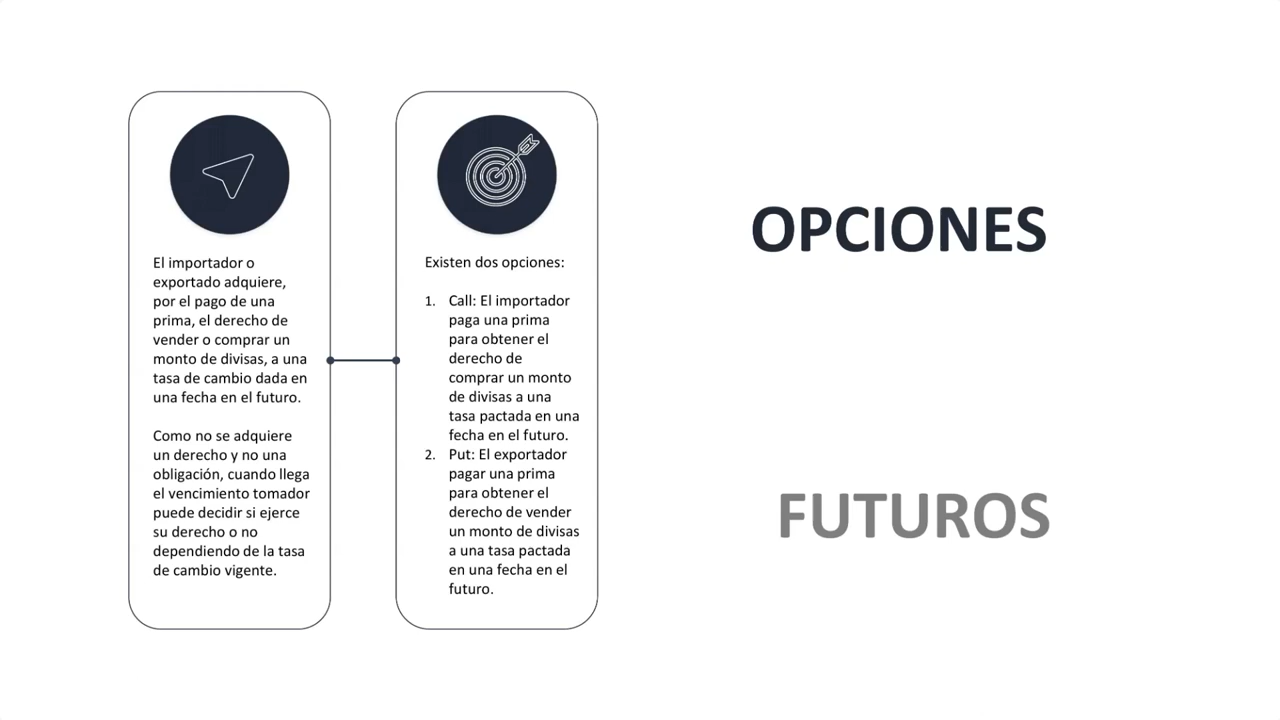 El importador o
exportado adquiere,
por el pago de una
prima, el derecho de
vender o comprar un
monto de divisas, a una
tasa de cambio dada en
una fecha en el futuro.
Como no se adquiere
un derecho y no una
obligación, cuando llega
el vencimiento tomador
puede decidir si ejerce
su derecho o no
dependiendo de la tasa
de cambio vigente.
Existen dos opciones:
1. Call: El importador
paga una prima
para obtener el
derecho de
comprar un monto
de divisas a una
tasa pactada en una
fecha en el futuro.
2. Put: El exportador
pagar una prima
para obtener el
derecho de vender
un monto de divisas
a una tasa pactada
en una fecha en el
futuro.
OPCIONES
FUTUROS